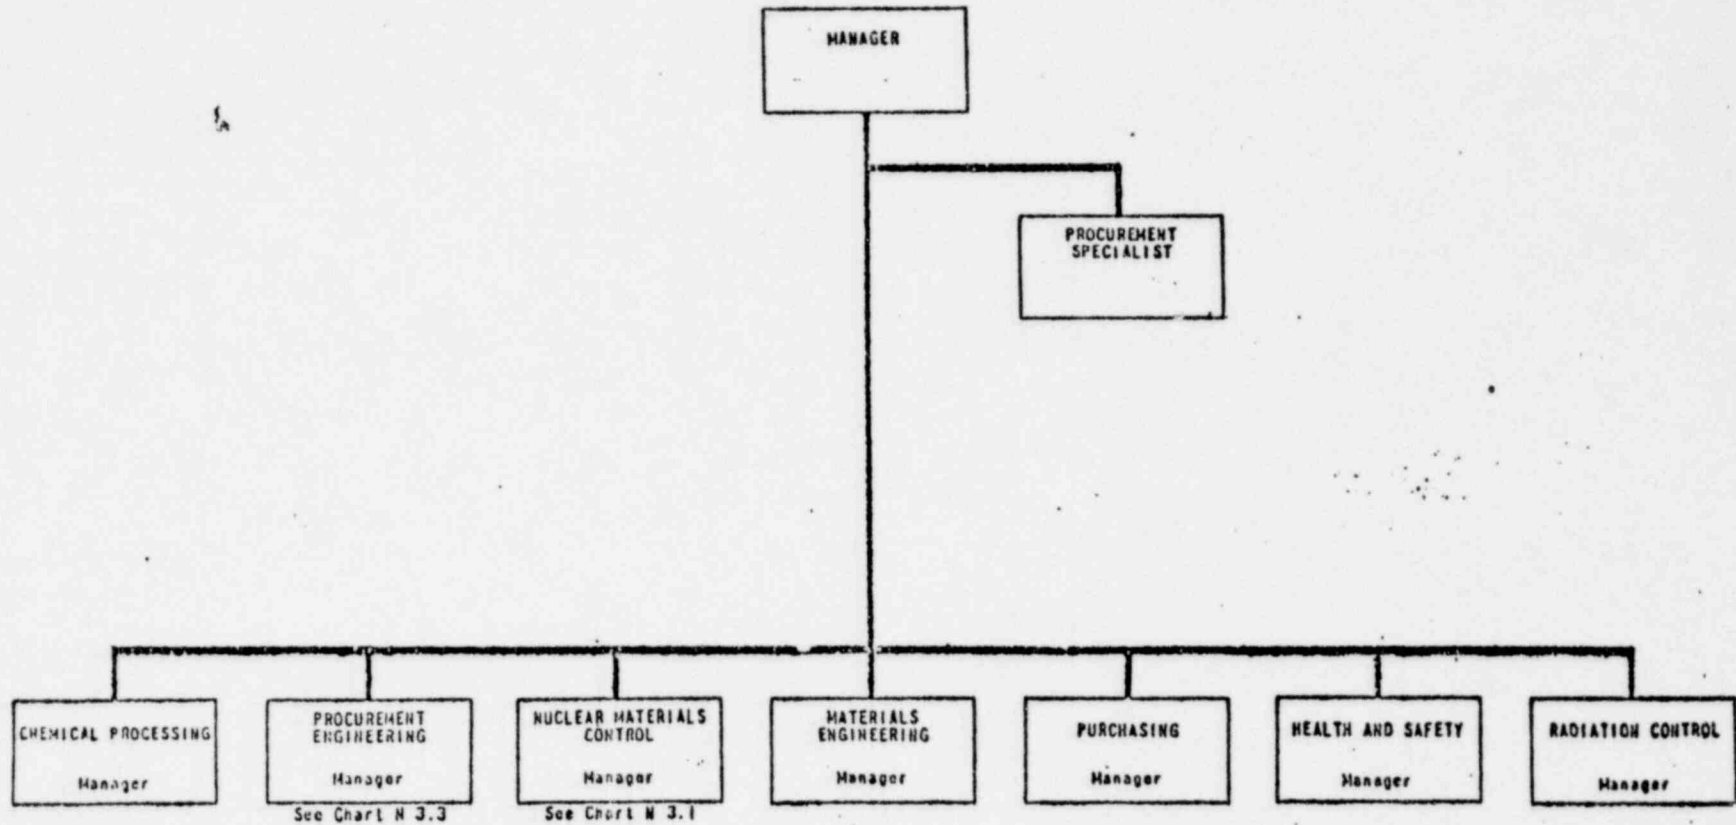 MANAGER
PROCUREMENT
SPECIALIST
CHEMICAL PROCESSING
Manager
PROCUREMENT
ENGINEERING
Manager
See Chart N 3.3
NUCLEAR MATERIALS
CONTROL
Manager
See Chart N 3.1
MATERIALS
ENGINEERING
Manager
PURCHASING
Manager
HEALTH AND SAFETY
Manager
RADIATION CONTROL
Manager